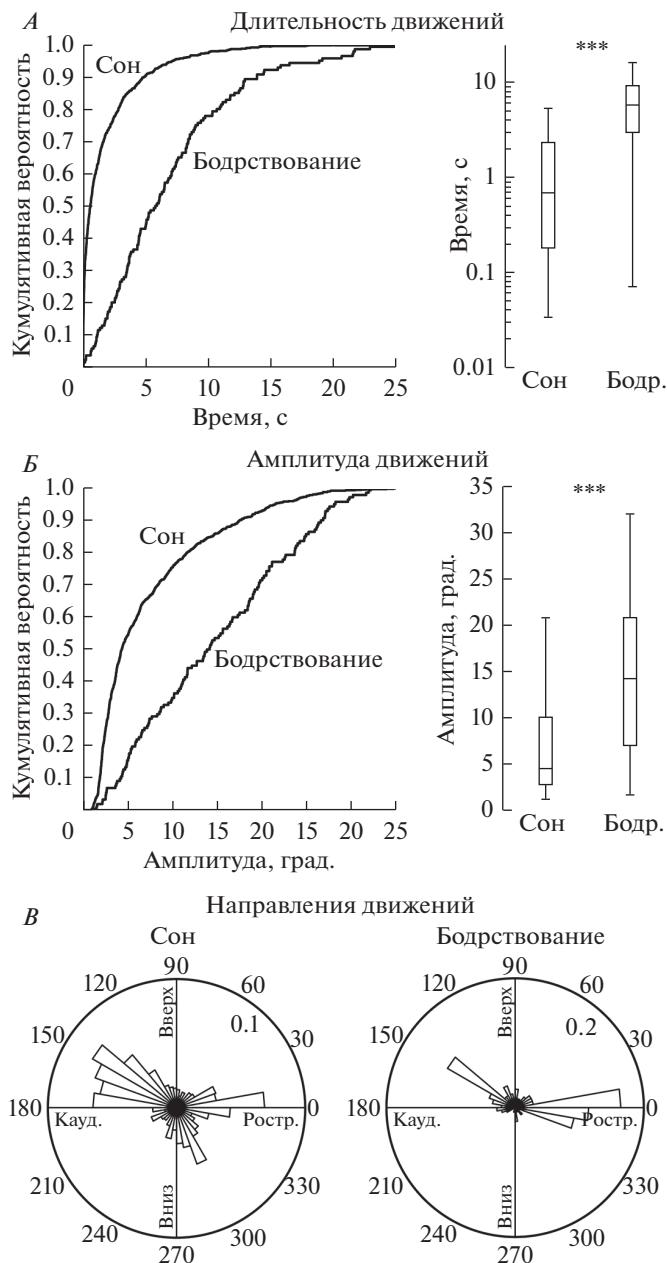 А Длительность движений
Кумулятивная вероятность
1.0
0.9
0.8
0.7
0.6
0.5
0.4
0.3
0.2
0.1
0 5 10 15 20 25
Сон
Бодрствование
Время, с
Время, с
10
1
0.1
0.01
***
Сон Бодр.
Б Амплитуда движений
Кумулятивная вероятность
1.0
0.9
0.8
0.7
0.6
0.5
0.4
0.3
0.2
0.1
0 5 10 15 20 20 25
Сон
Бодрствование
Амплитуда, град.
Амплитуда, град.
35
30
25
20
15
10
5
0
***
Сон Бодр.
В Направления движений
Сон
90
120 60
150 0.1 30
180 Кауд. Ростр. 0
210 330
240 300
270
Вверх
Вниз
Бодрствование
90
120 60
150 0.2 30
180 Кауд. Ростр. 0
210 330
240 300
270
Вверх
Вниз